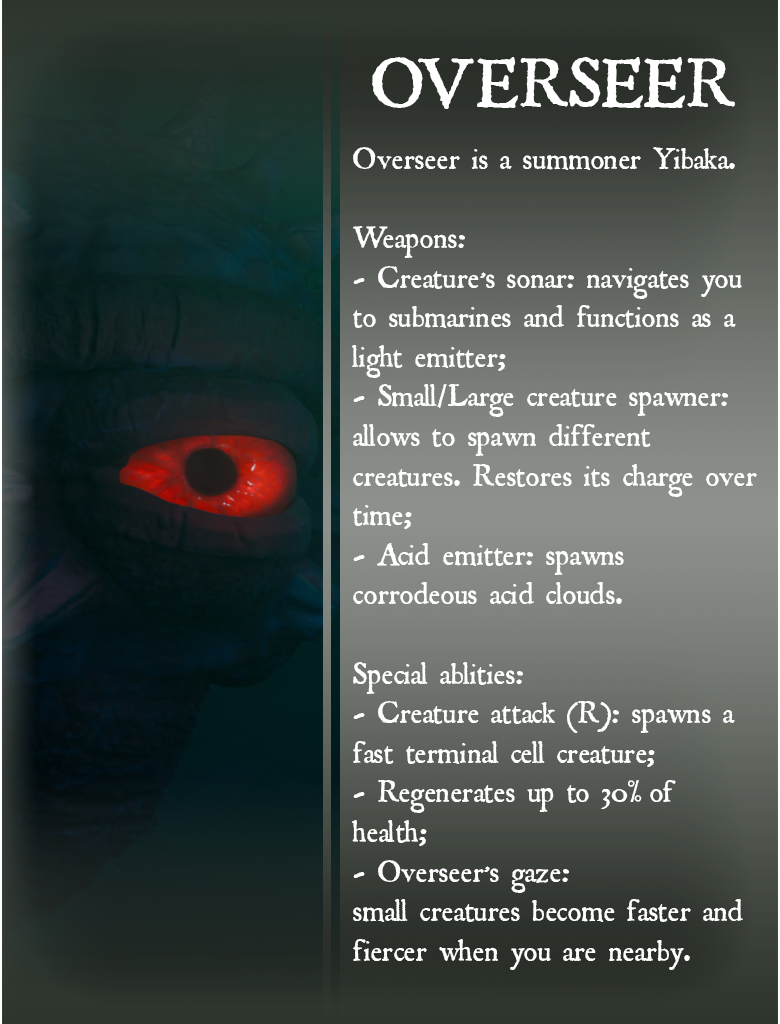 OVERSEER
Overseer is a summoner Yibaka.
Weapons:
- Creature's sonar: navigates you
to submarines and functions as a
light emitter;
- Small/Large creature spawner:
allows to spawn different
creatures. Restores its charge over
time;
- Acid emitter: spawns
corrodeous acid clouds.
Special ablities:
- Creature attack (R): spawns a
fast terminal cell creature;
- Regenerates up to 30% of
health;
- Overseer's gaze:
small creatures become faster and
fiercer when you are nearby.